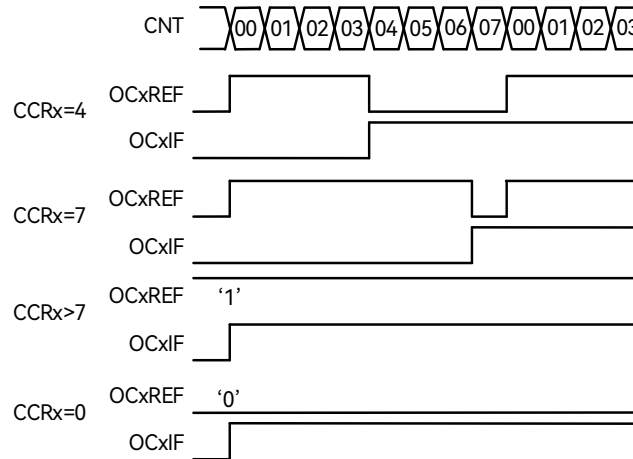 CNT 00 01 02 03 04 05 06 07 00 01 02 03
CCRx=4
OCxREF
OCxIF
CCRx=7
OCxREF
OCxIF
CCRx>7
OCxREF ‘1’
OCxIF
CCRx=0
OCxREF ‘0’
OCxIF